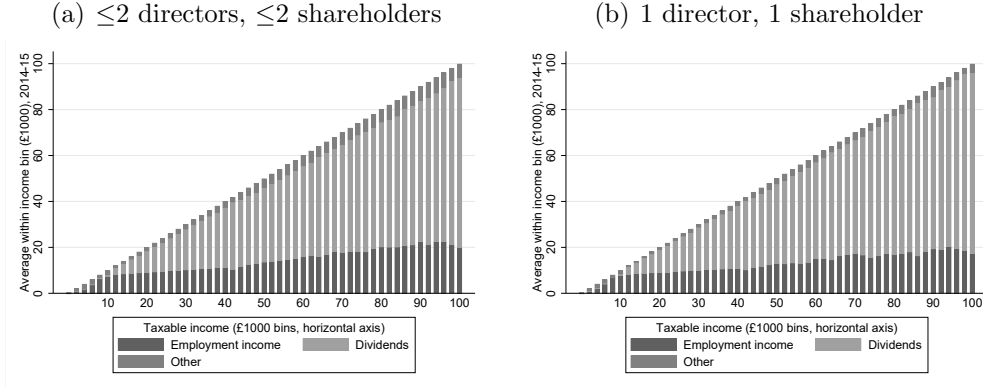 (a) ≤2 directors, ≤2 shareholders
Average within income bin (£1000), 2014-15
100
80
60
40
20
0
10 20 30 40 50 60 70 80 90 100
Taxable income (£1000 bins, horizontal axis)
Employment income Dividends
Other
(b) 1 director, 1 shareholder
Average within income bin (£1000), 2014-15
100
80
60
40
20
0
10 20 30 40 50 60 70 80 90 100
Taxable income (£1000 bins, horizontal axis)
Employment income Dividends
Other